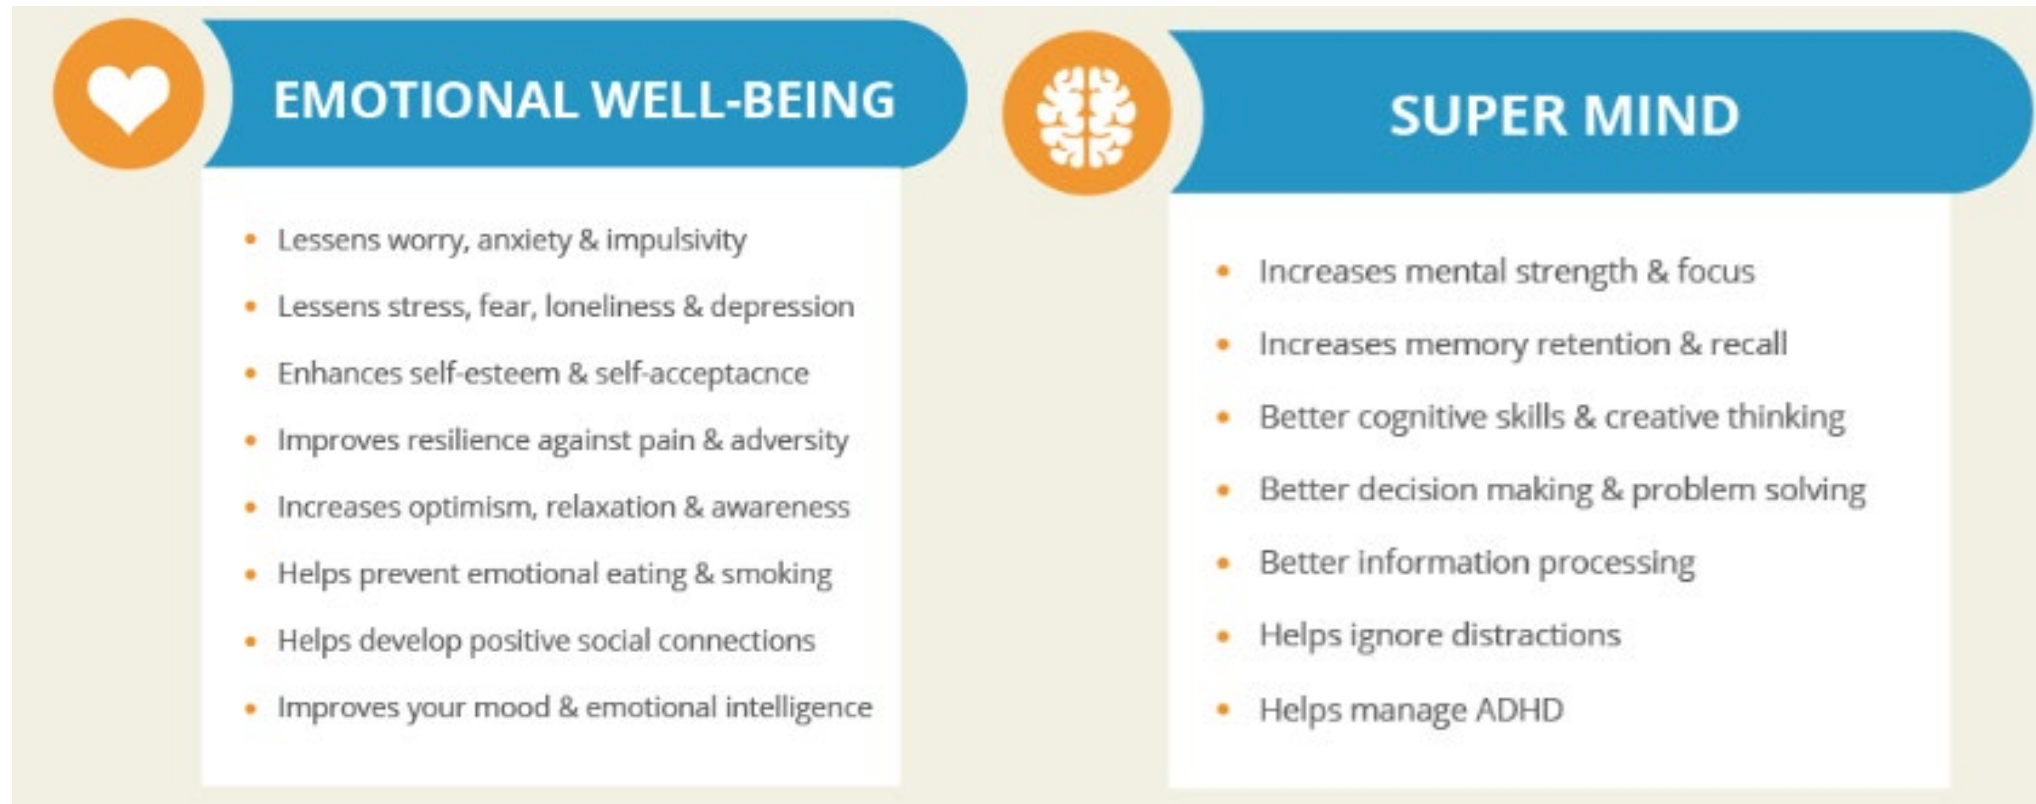 EMOTIONAL WELL-BEING
• Lessens worry, anxiety & impulsivity
• Lessens stress, fear, loneliness & depression
• Enhances self-esteem & self-acceptacnce
• Improves resilience against pain & adversity
• Increases optimism, relaxation & awareness
• Helps prevent emotional eating & smoking
• Helps develop positive social connections
• Improves your mood & emotional intelligence
SUPER MIND
• Increases mental strength & focus
• Increases memory retention & recall
• Better cognitive skills & creative thinking
• Better decision making & problem solving
• Better information processing
• Helps ignore distractions
• Helps manage ADHD